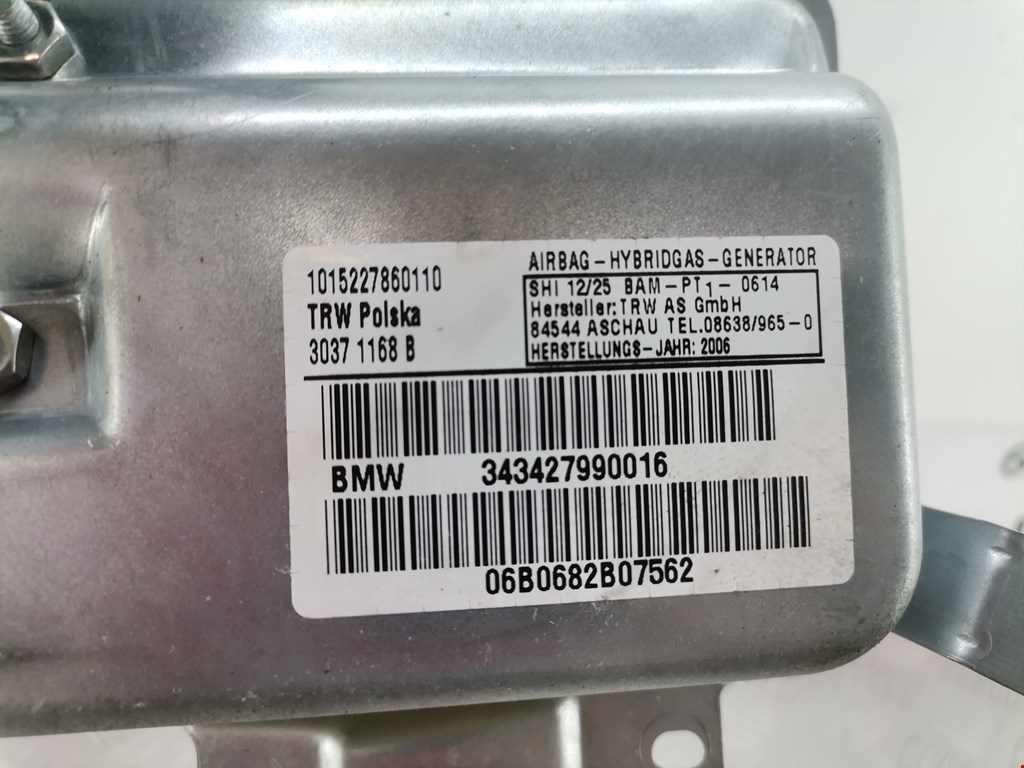 1015227860110
TRW Polska
3037 1168 B
AIRBAG-HYBRIDGAS-GENERATOR
SHI 12/25 BAM-PT1- 0614
Hersteller: TRW AS GmbH
84544 ASCHAU TEL.08638/965-0
HERSTELLUNGS-JAHR: 2006
BMW 343427990016
06B0682B07562